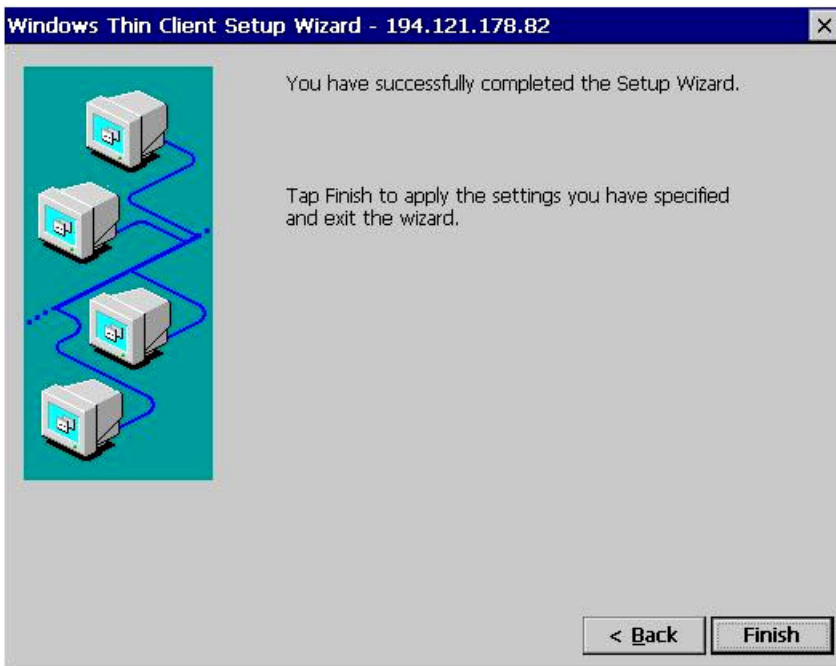 Windows Thin Client Setup Wizard - 194.121.178.82
You have successfully completed the Setup Wizard.
Tap Finish to apply the settings you have specified
and exit the wizard.
< Back
Finish